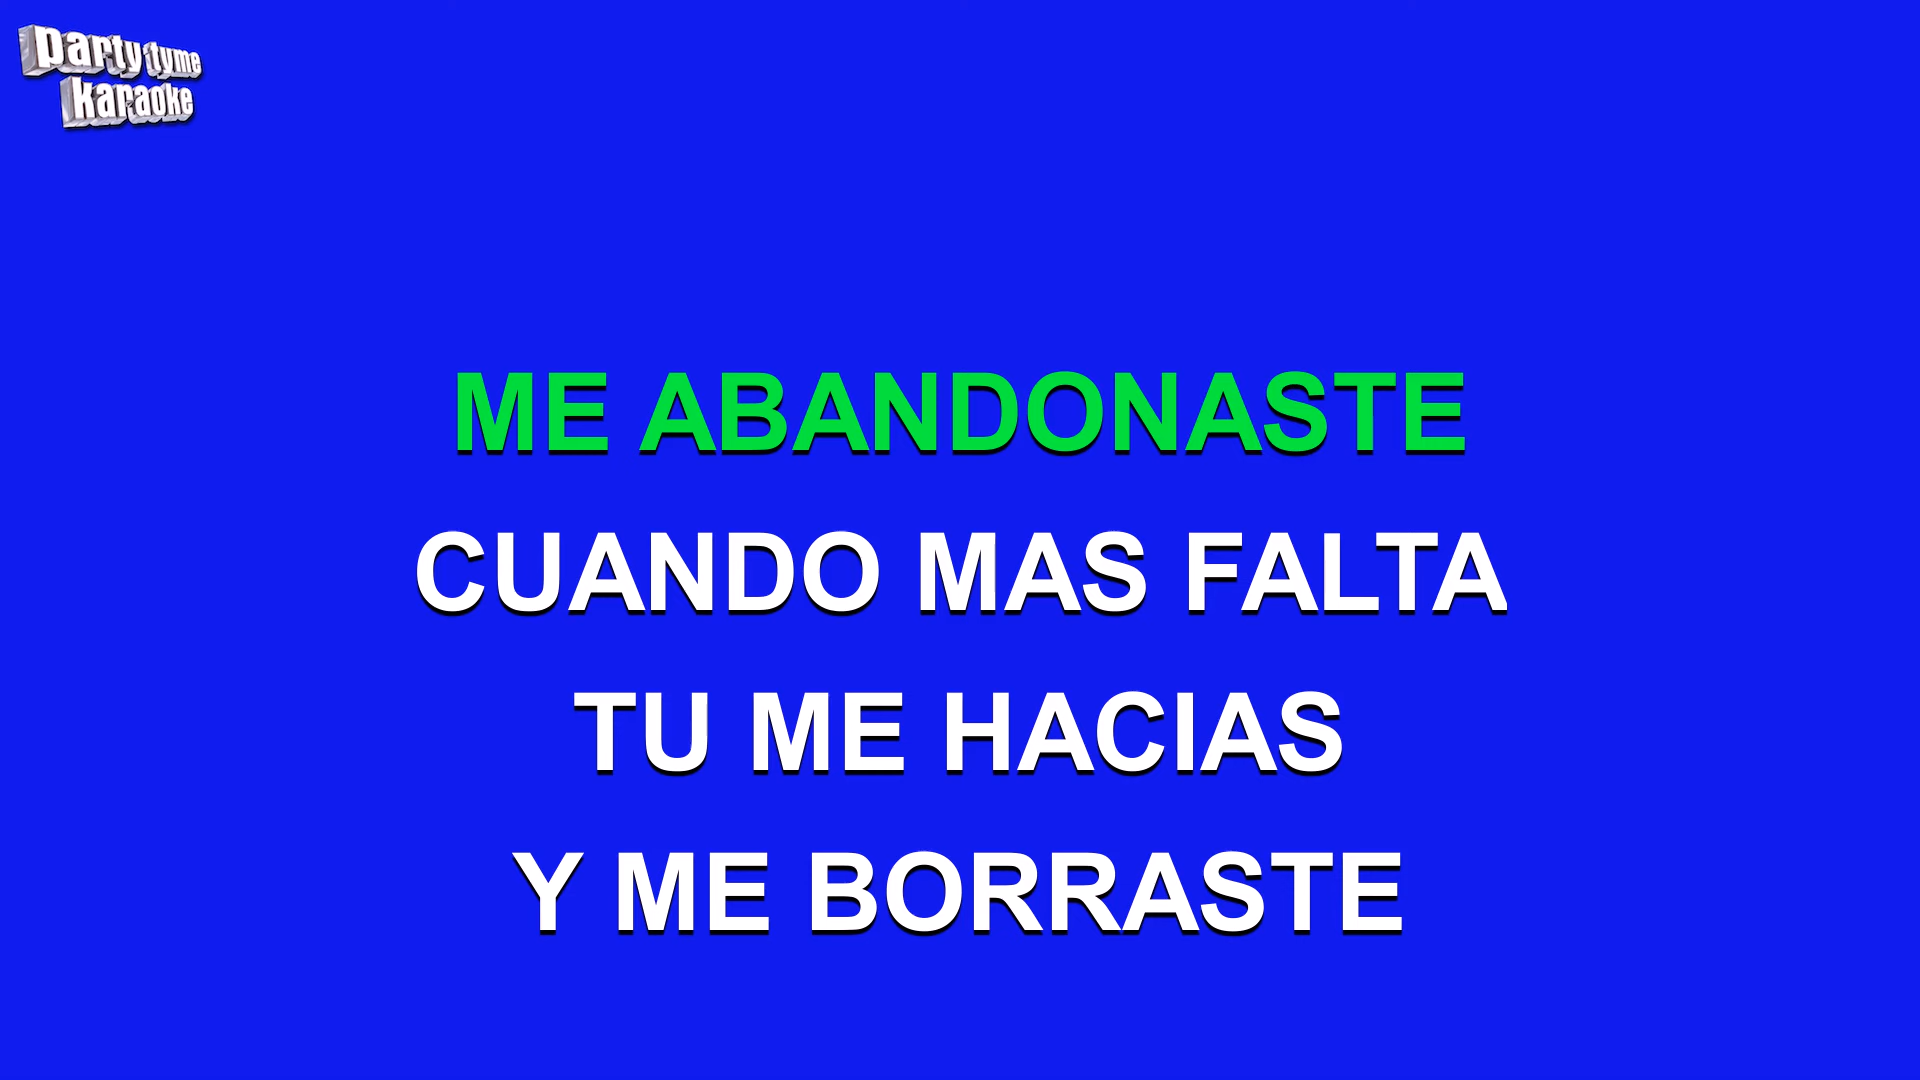 party tyme
karaoke
ME ABANDONASTE
CUANDO MAS FALTA
TU ME HACIAS
Y ME BORRASTE